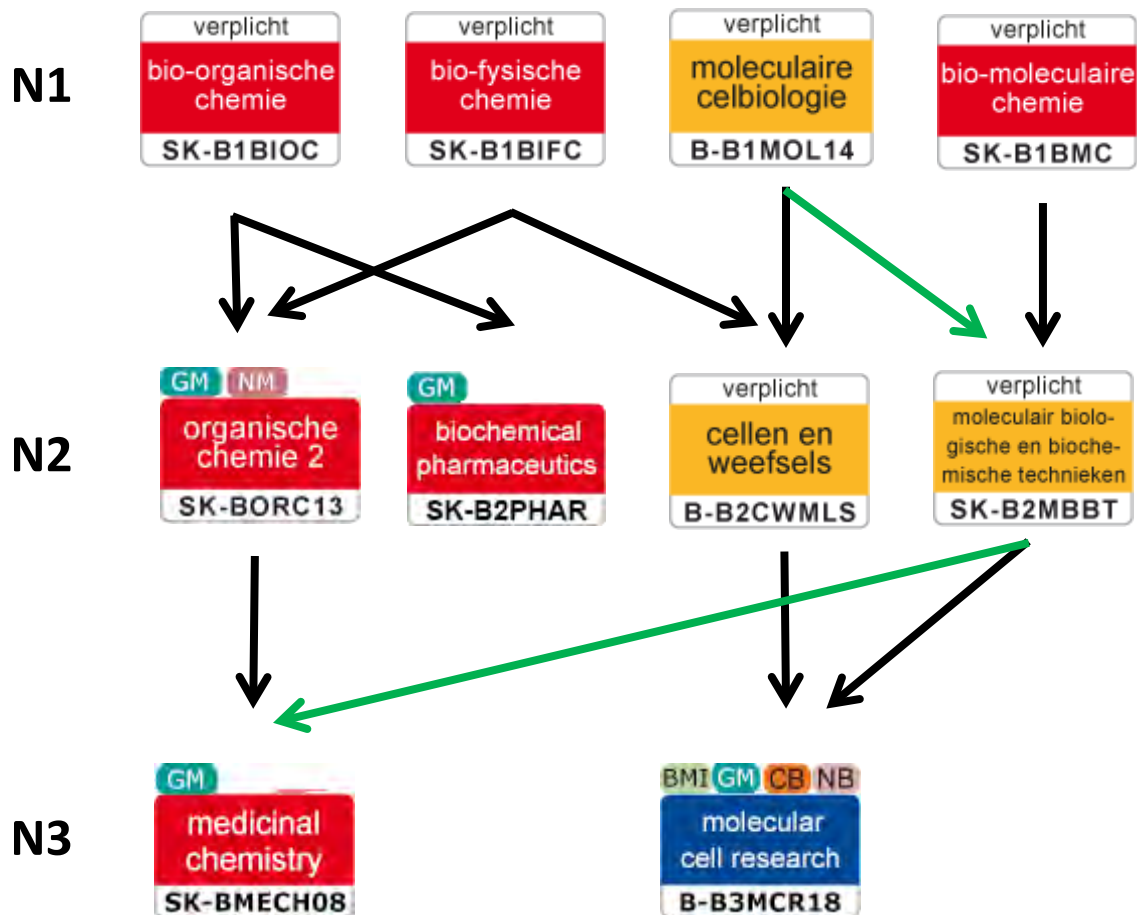 N1
verplicht
bio-organische
chemie
SK-B1BIOC
verplicht
bio-fysische
chemie
SK-B1BIFC
verplicht
moleculaire
celbiologie
B-B1MOL14
verplicht
bio-moleculaire
chemie
SK-B1BMC
N2
GM NM
organische
chemie 2
SK-BORC13
GM
biochemical
pharmaceutics
SK-B2PHAR
verplicht
cellen en
weefsels
B-B2CWMLS
verplicht
moleculair biolo-
gische en bioche-
mische technieken
SK-B2MBBT
N3
GM
medicinal
chemistry
SK-BMECH08
BMI GM CB NB
molecular
cell research
B-B3MCR18